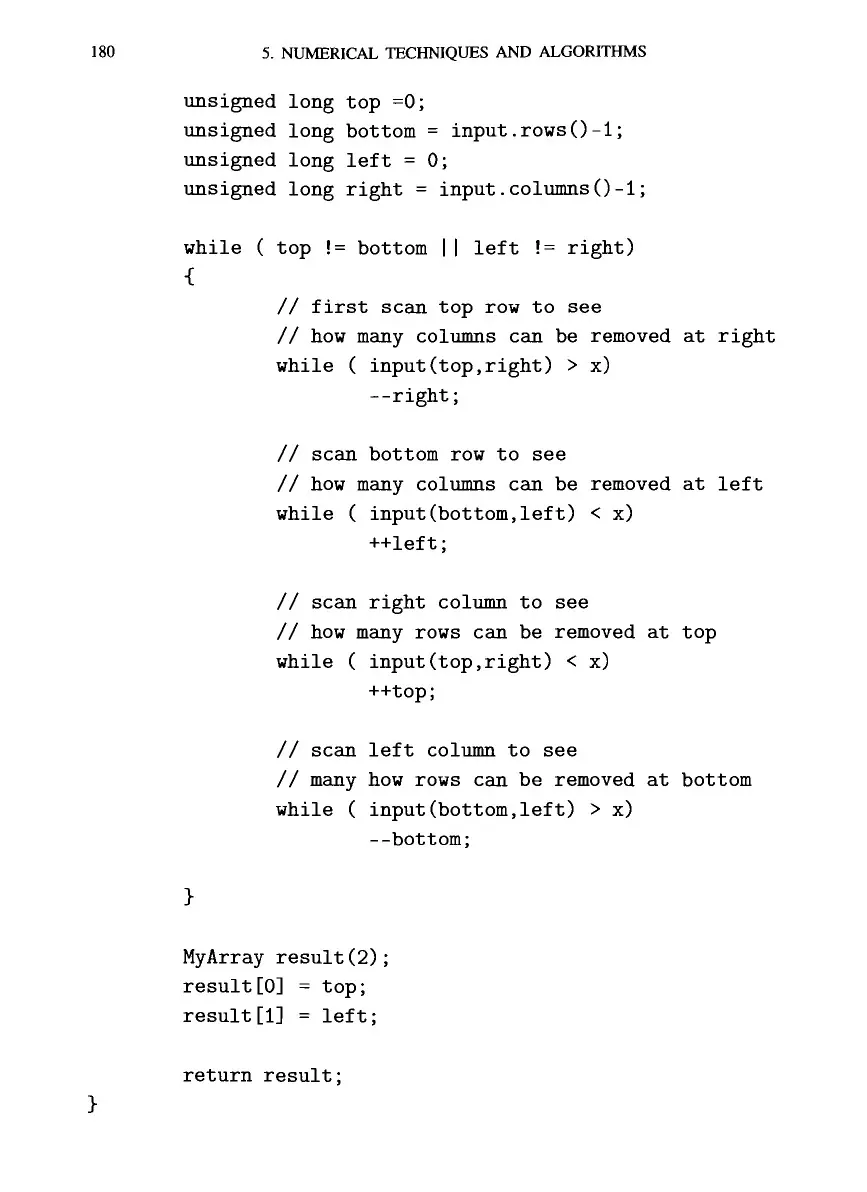 180 5. NUMERICAL TECHNIQUES AND ALGORITHMS
unsigned long top =0;
unsigned long bottom = input.rows()-1;
unsigned long left = 0;
unsigned long right = input.columns()-1;
while ( top != bottom || left != right)
{
// first scan top row to see
// how many columns can be removed at right
while ( input(top,right) > x)
--right;
// scan bottom row to see
// how many columns can be removed at left
while ( input(bottom,left) < x)
++left;
// scan right column to see
// how many rows can be removed at top
while ( input(top,right) < x)
++top;
// scan left column to see
// many how rows can be removed at bottom
while ( input(bottom,left) > x)
--bottom;
}
MyArray result(2);
result[0] = top;
result[1] = left;
return result;
}